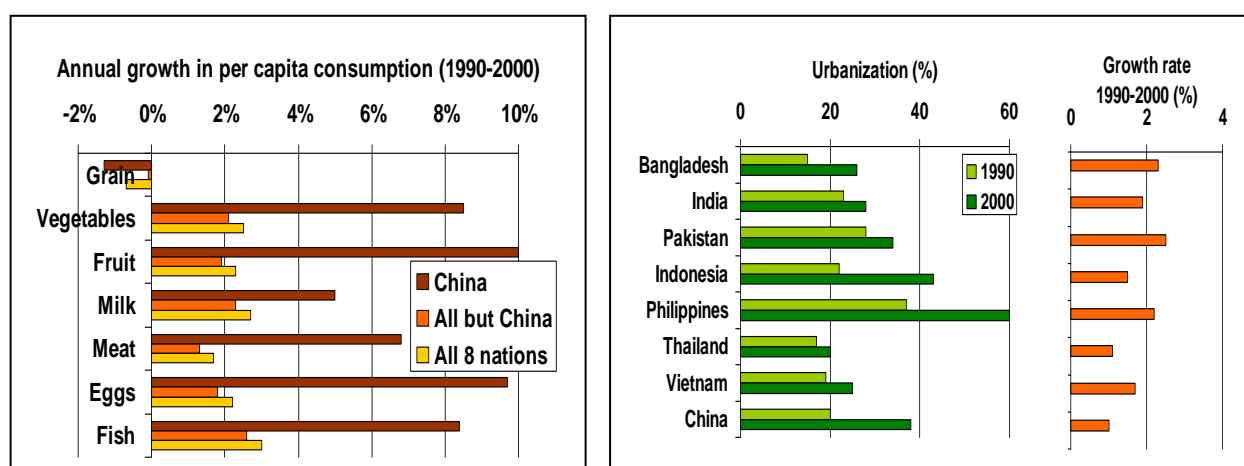 Annual growth in per capita consumption (1990-2000)
-2% 0% 2% 4% 6% 8% 10%
Grain
Vegetables
Fruit
Milk
Meat
Eggs
Fish
China
All but China
All 8 nations
Urbanization (%)
0 20 40 60
Bangladesh
India
Pakistan
Indonesia
Philippines
Thailand
Vietnam
China
1990
2000
Growth rate
1990-2000 (%)
0 2 4